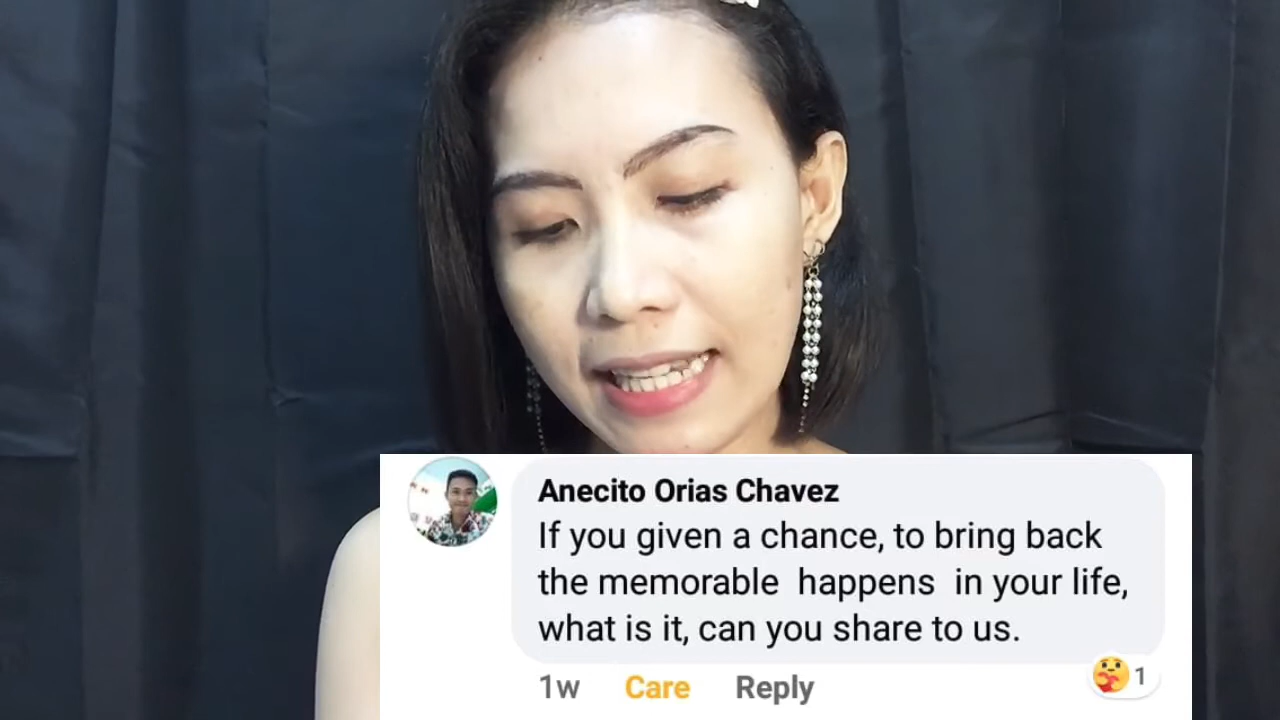 Anecito Orias Chavez
If you given a chance, to bring back
the memorable happens in your life,
what is it, can you share to us.
1w Care Reply
1